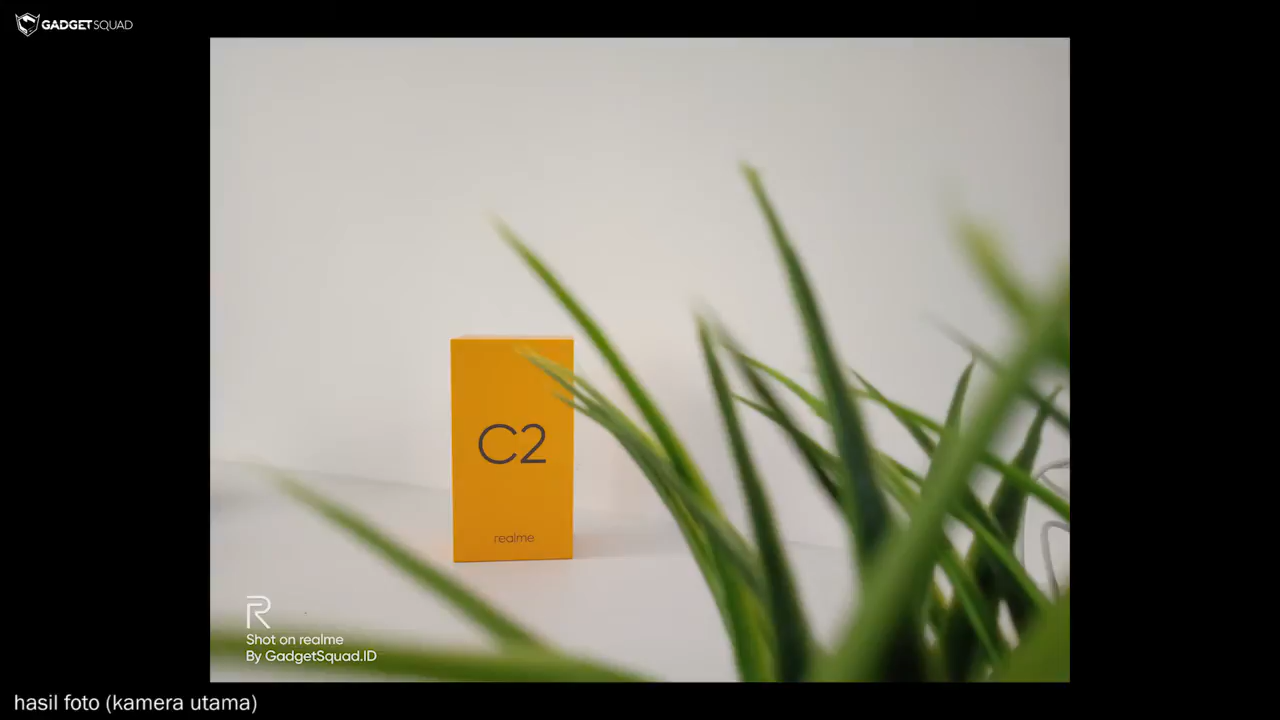 GADGETSQUAD
C2
realme
Shot on realme
By GadgetSquad.ID
hasil foto (kamera utama)